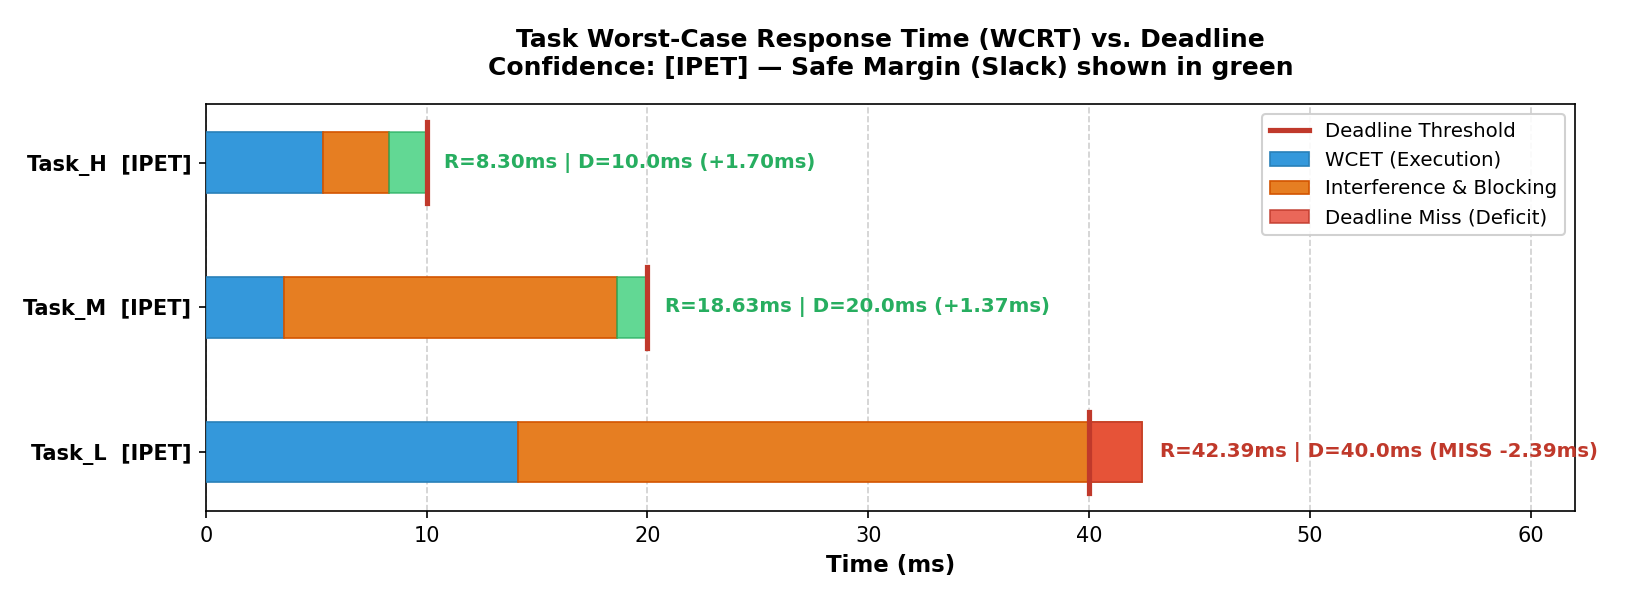 Task Worst-Case Response Time (WCRT) vs. Deadline
Confidence: [IPET] — Safe Margin (Slack) shown in green
Deadline Threshold
WCET (Execution)
Interference & Blocking
Deadline Miss (Deficit)
Task_H [IPET]
R=8.30ms | D=10.0ms (+1.70ms)
Task_M [IPET]
R=18.63ms | D=20.0ms (+1.37ms)
Task_L [IPET]
R=42.39ms | D=40.0ms (MISS -2.39ms)
0 10 20 30 40 50 60
Time (ms)